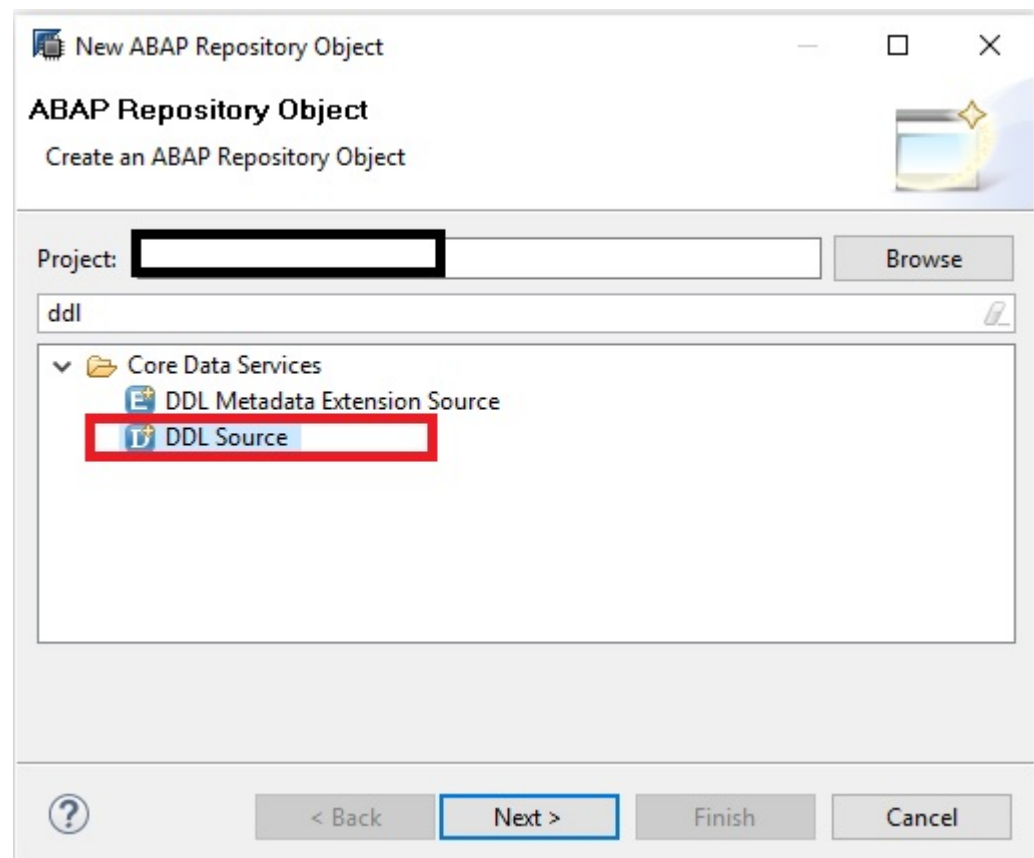 New ABAP Repository Object
ABAP Repository Object
Create an ABAP Repository Object
Project:
Browse
ddl
Core Data Services
DDL Metadata Extension Source
DDL Source
< Back
Next >
Finish
Cancel